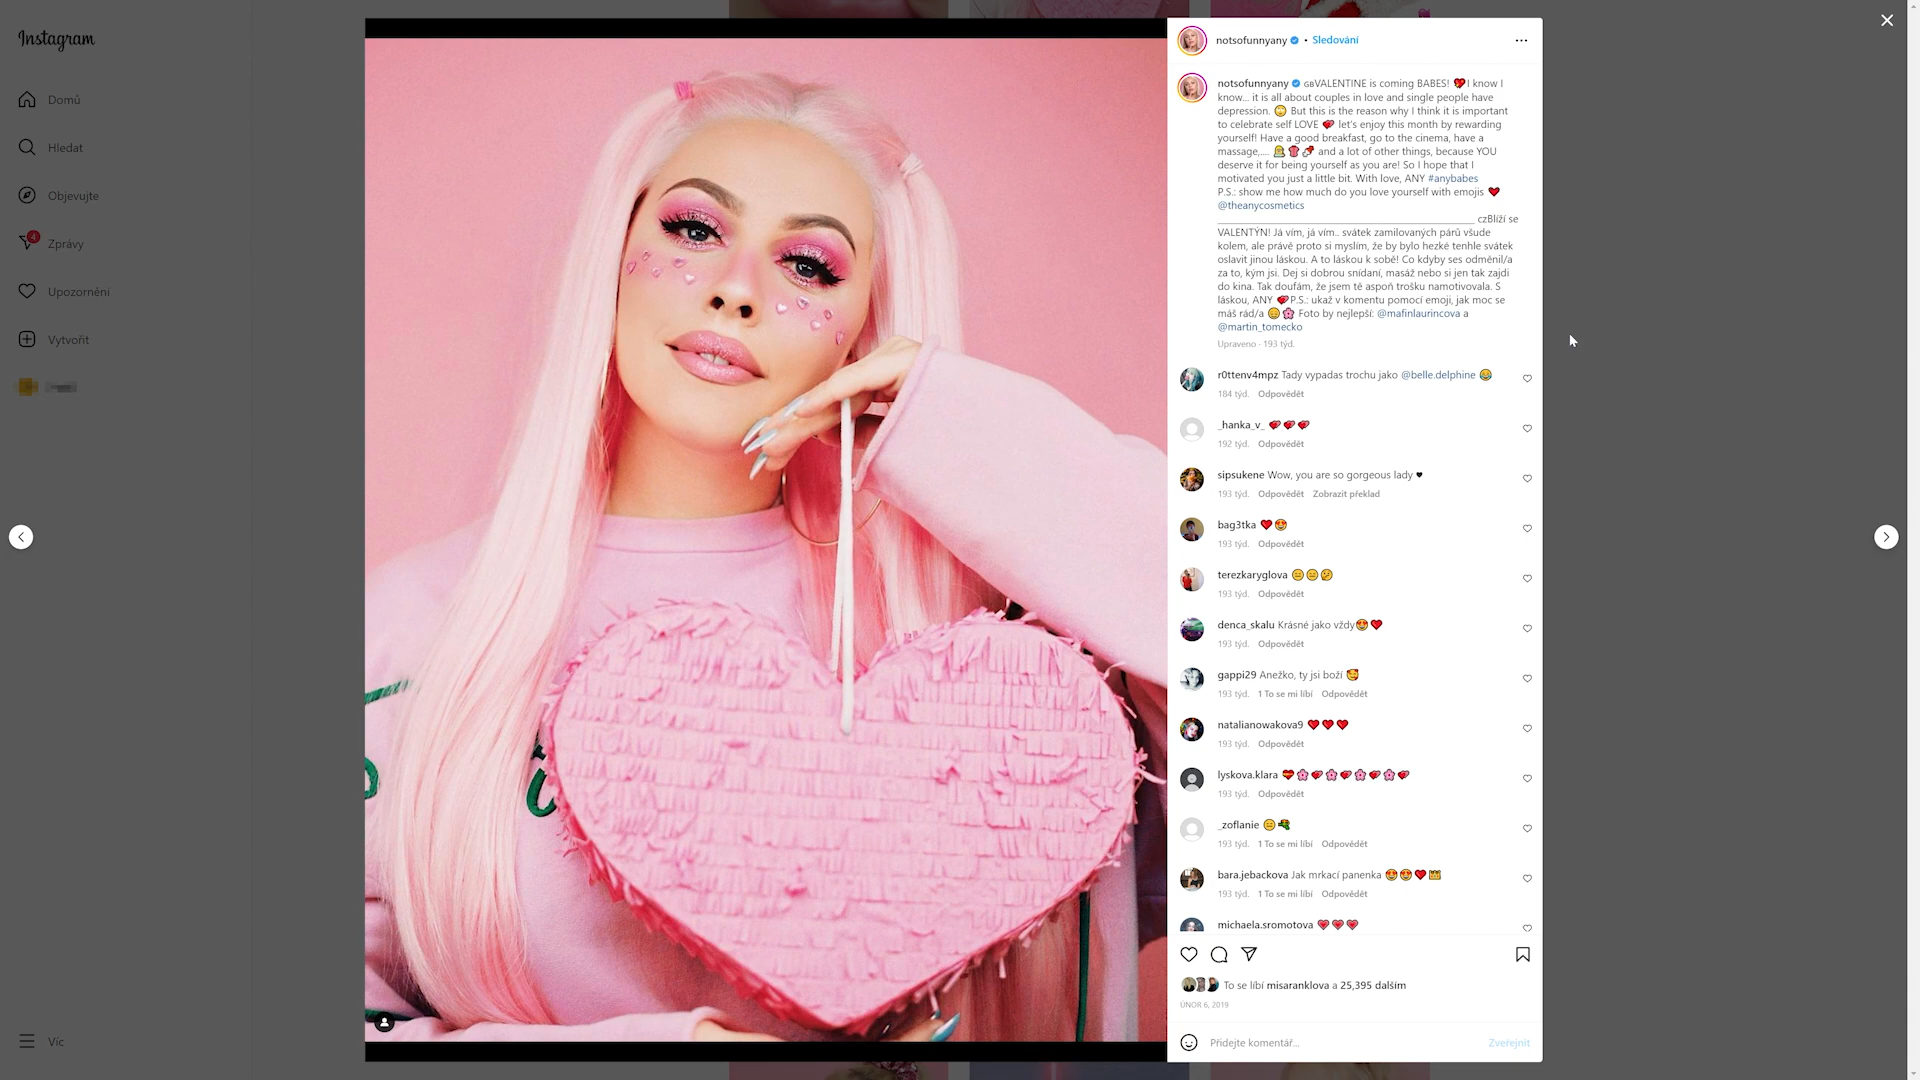 Instagram
Domů
Hledat
Objevujte
4
Zprávy
Upozornění
Vytvořit
Víc
notsofunnyany • Sledování
notsofunnyany GBVALENTINE is coming BABES! 💘I know I
know... it is all about couples in love and single people have
depression. 🙄 But this is the reason why I think it is important
to celebrate self LOVE 💕 let's enjoy this month by rewarding
yourself! Have a good breakfast, go to the cinema, have a
massage,.... and a lot of other things, because YOU
deserve it for being yourself as you are! So I hope that I
motivated you just a little bit. With love, ANY #anybabes
P.S.: show me how much do you love yourself with emojis ❤
@theanycosmetics
czBlíží se
VALENTÝN! Já vím, já vím.. svátek zamilovaných párů všude
kolem, ale právě proto si myslím, že by bylo hezké tenhle svátek
oslavit jinou láskou. A to láskou k sobě! Co kdyby ses odměnil/a
za to, kým jsi. Dej si dobrou snídaní, masáž nebo si jen tak zajdi
do kina. Tak doufám, že jsem tě aspoň trošku namotivovala. S
láskou, ANY 💕P.S.: ukaž v komentu pomocí emoji, jak moc se
máš rád/a 😊🌸 Foto by nejlepší: @mafinlaurincova a
@martin_tomecko
Upraveno · 193 týd.
r0ttenv4mpz Tady vypadas trochu jako @belle.delphine 😂
184 týd. Odpovědět
_hanka_v_ 💕💕💕
192 týd. Odpovědět
sipsukene Wow, you are so gorgeous lady ♥
193 týd. Odpovědět Zobrazit překlad
bag3tka ❤😍
193 týd. Odpovědět
terezkaryglova 😑😑🤔
193 týd. Odpovědět
denca_skalu Krásné jako vždy😍❤
193 týd. Odpovědět
gappi29 Anežko, ty jsi boží 🥰
193 týd. 1 To se mi líbí Odpovědět
natalianowakova9 ❤❤❤
193 týd. Odpovědět
lyskova.klara 💝🌸💕🌸💕🌸💕🌸💕
193 týd. Odpovědět
_zoflanie
193 týd. 1 To se mi líbí Odpovědět
bara.jebackova Jak mrkací panenka 😍😍❤👑
193 týd. 1 To se mi líbí Odpovědět
michaela.sromotova 💗💗💗
To se líbí misaranklova a 25,395 dalším
ÚNOR 6, 2019
Přidejte komentář...
Zveřejnit